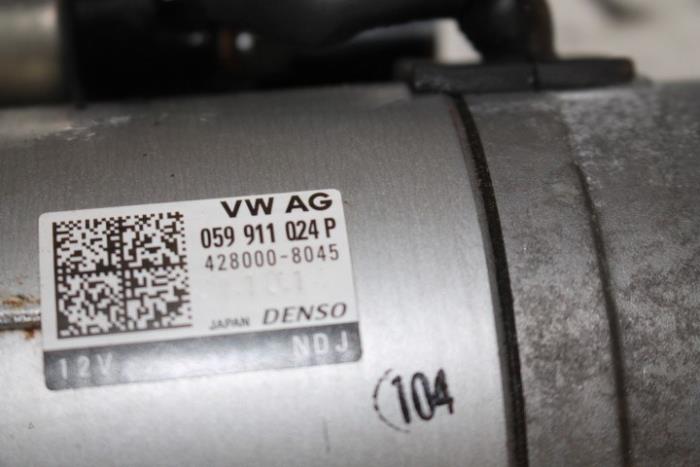 VW AG
059 911 024 P
428000-8045
JAPAN DENSO
12V NDJ
104